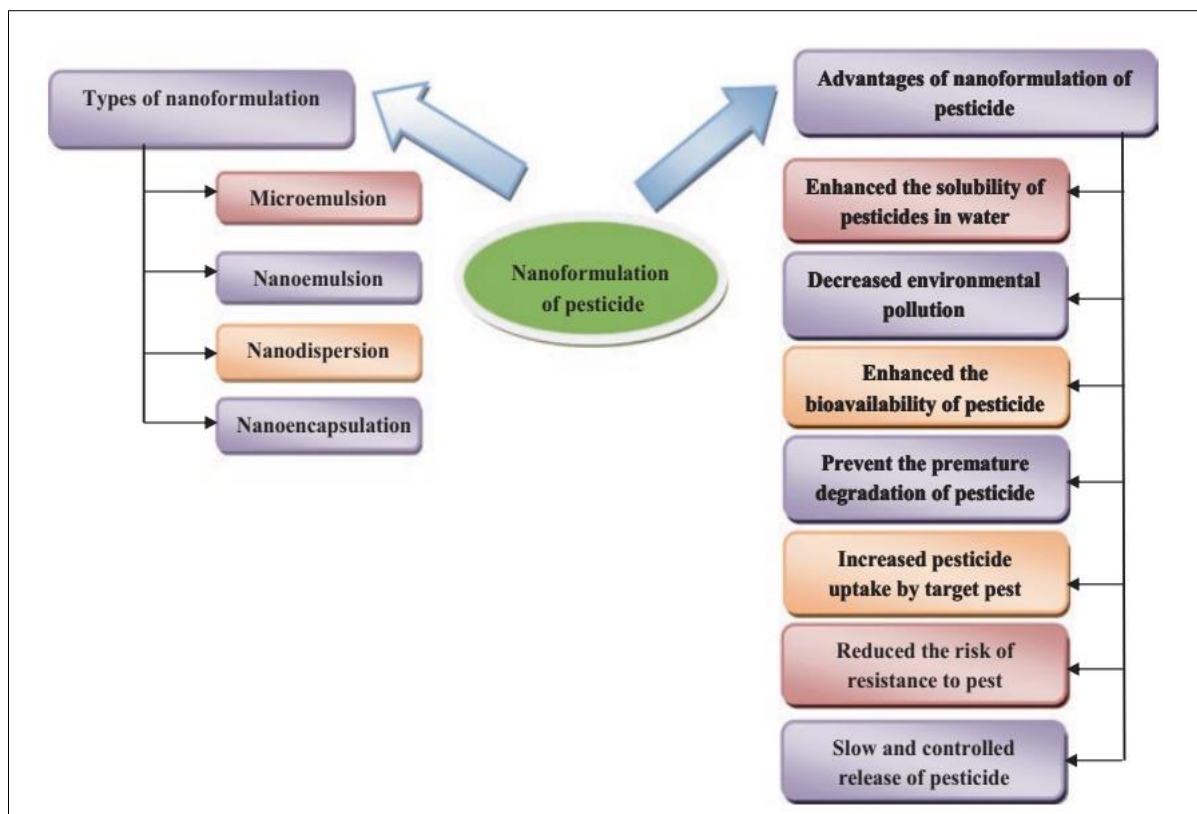 Types of nanoformulation
Microemulsion
Nanoemulsion
Nanodispersion
Nanoencapsulation
Nanoformulation
of pesticide
Advantages of nanoformulation of
pesticide
Enhanced the solubility of
pesticides in water
Decreased environmental
pollution
Enhanced the
bioavailability of pesticide
Prevent the premature
degradation of pesticide
Increased pesticide
uptake by target pest
Reduced the risk of
resistance to pest
Slow and controlled
release of pesticide